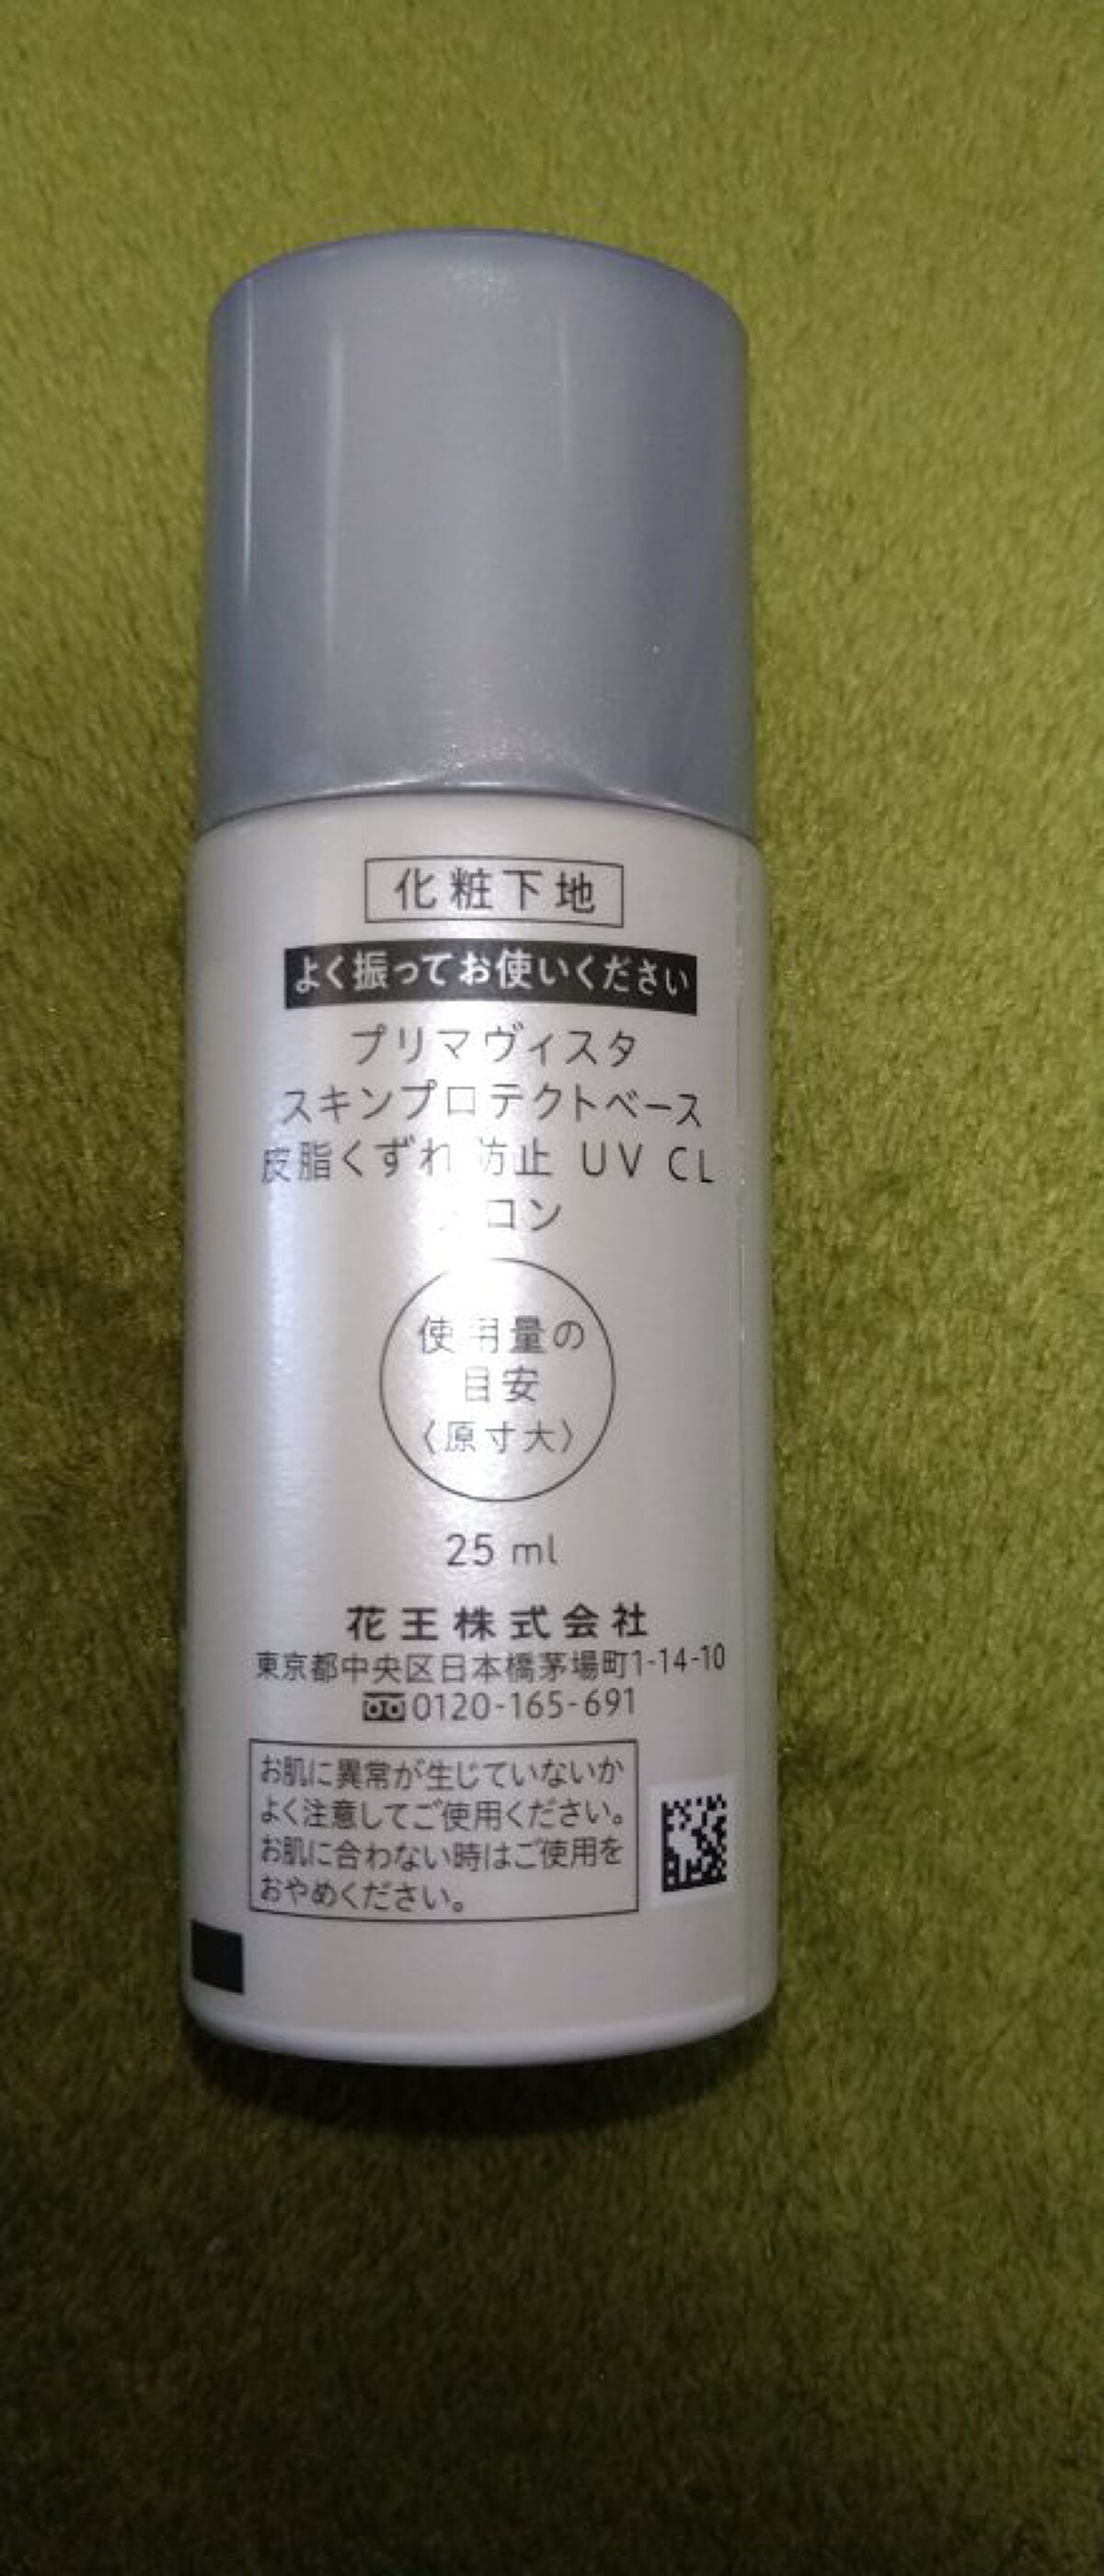 化粧下地
よく振ってお使いください
プリマヴィスタ
スキンプロテクトベース
皮脂くずれ防止 UV CL
使用量の
目安
〈原寸大〉
25 ml
花王株式会社
東京都中央区日本橋茅場町1-14-10
0120-165-691
お肌に異常が生じていないか
よく注意してご使用ください。
お肌に合わない時はご使用を
おやめください。